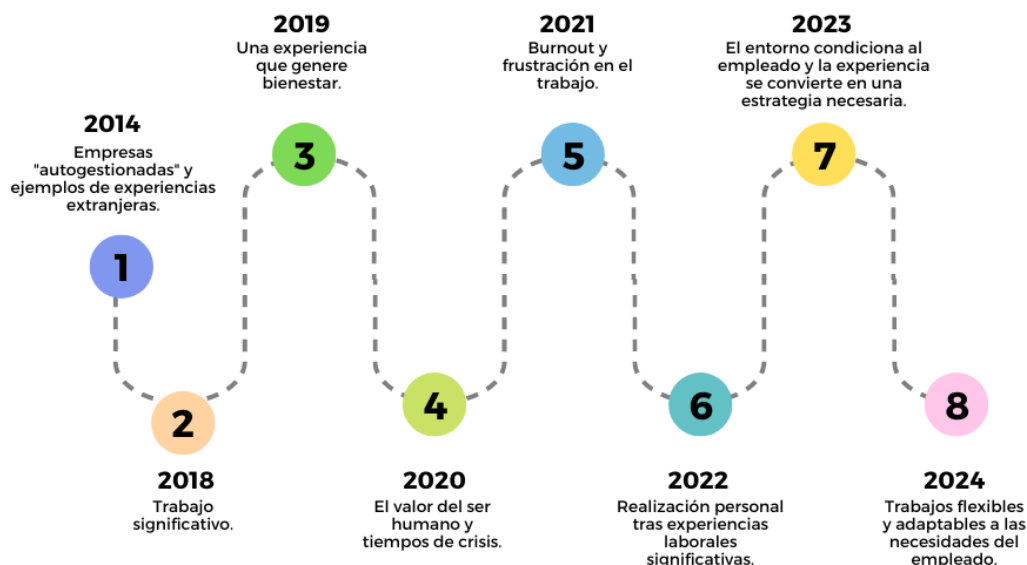 2014
Empresas
"autogestionadas" y
ejemplos de experiencias
extranjeras.
1
2
2018
Trabajo
significativo.
2019
Una experiencia
que genere
bienestar.
3
4
2020
El valor del ser
humano y
tiempos de crisis.
2021
Burnout y
frustración en el
trabajo.
5
6
2022
Realización personal
tras experiencias
laborales
significativas.
2023
El entorno condiciona al
empleado y la experiencia
se convierte en una
estrategia necesaria.
7
8
2024
Trabajos flexibles
y adaptables a las
necesidades del
empleado.